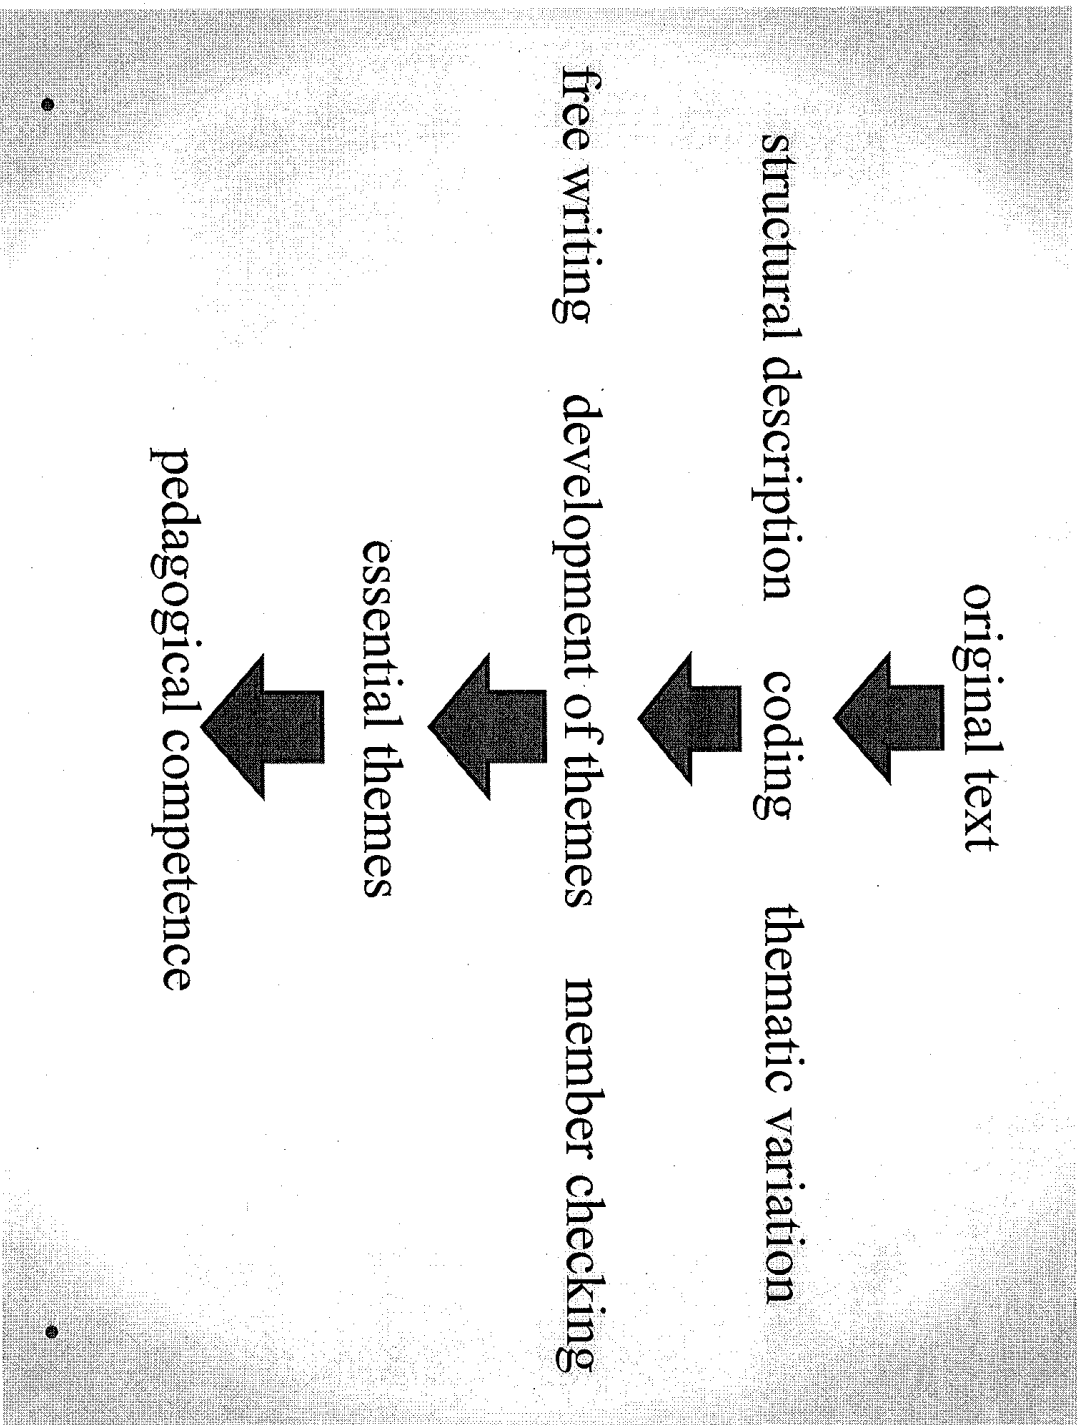 original text
structural description coding thematic variation
free writing development of themes member checking
essential themes
pedagogical competence